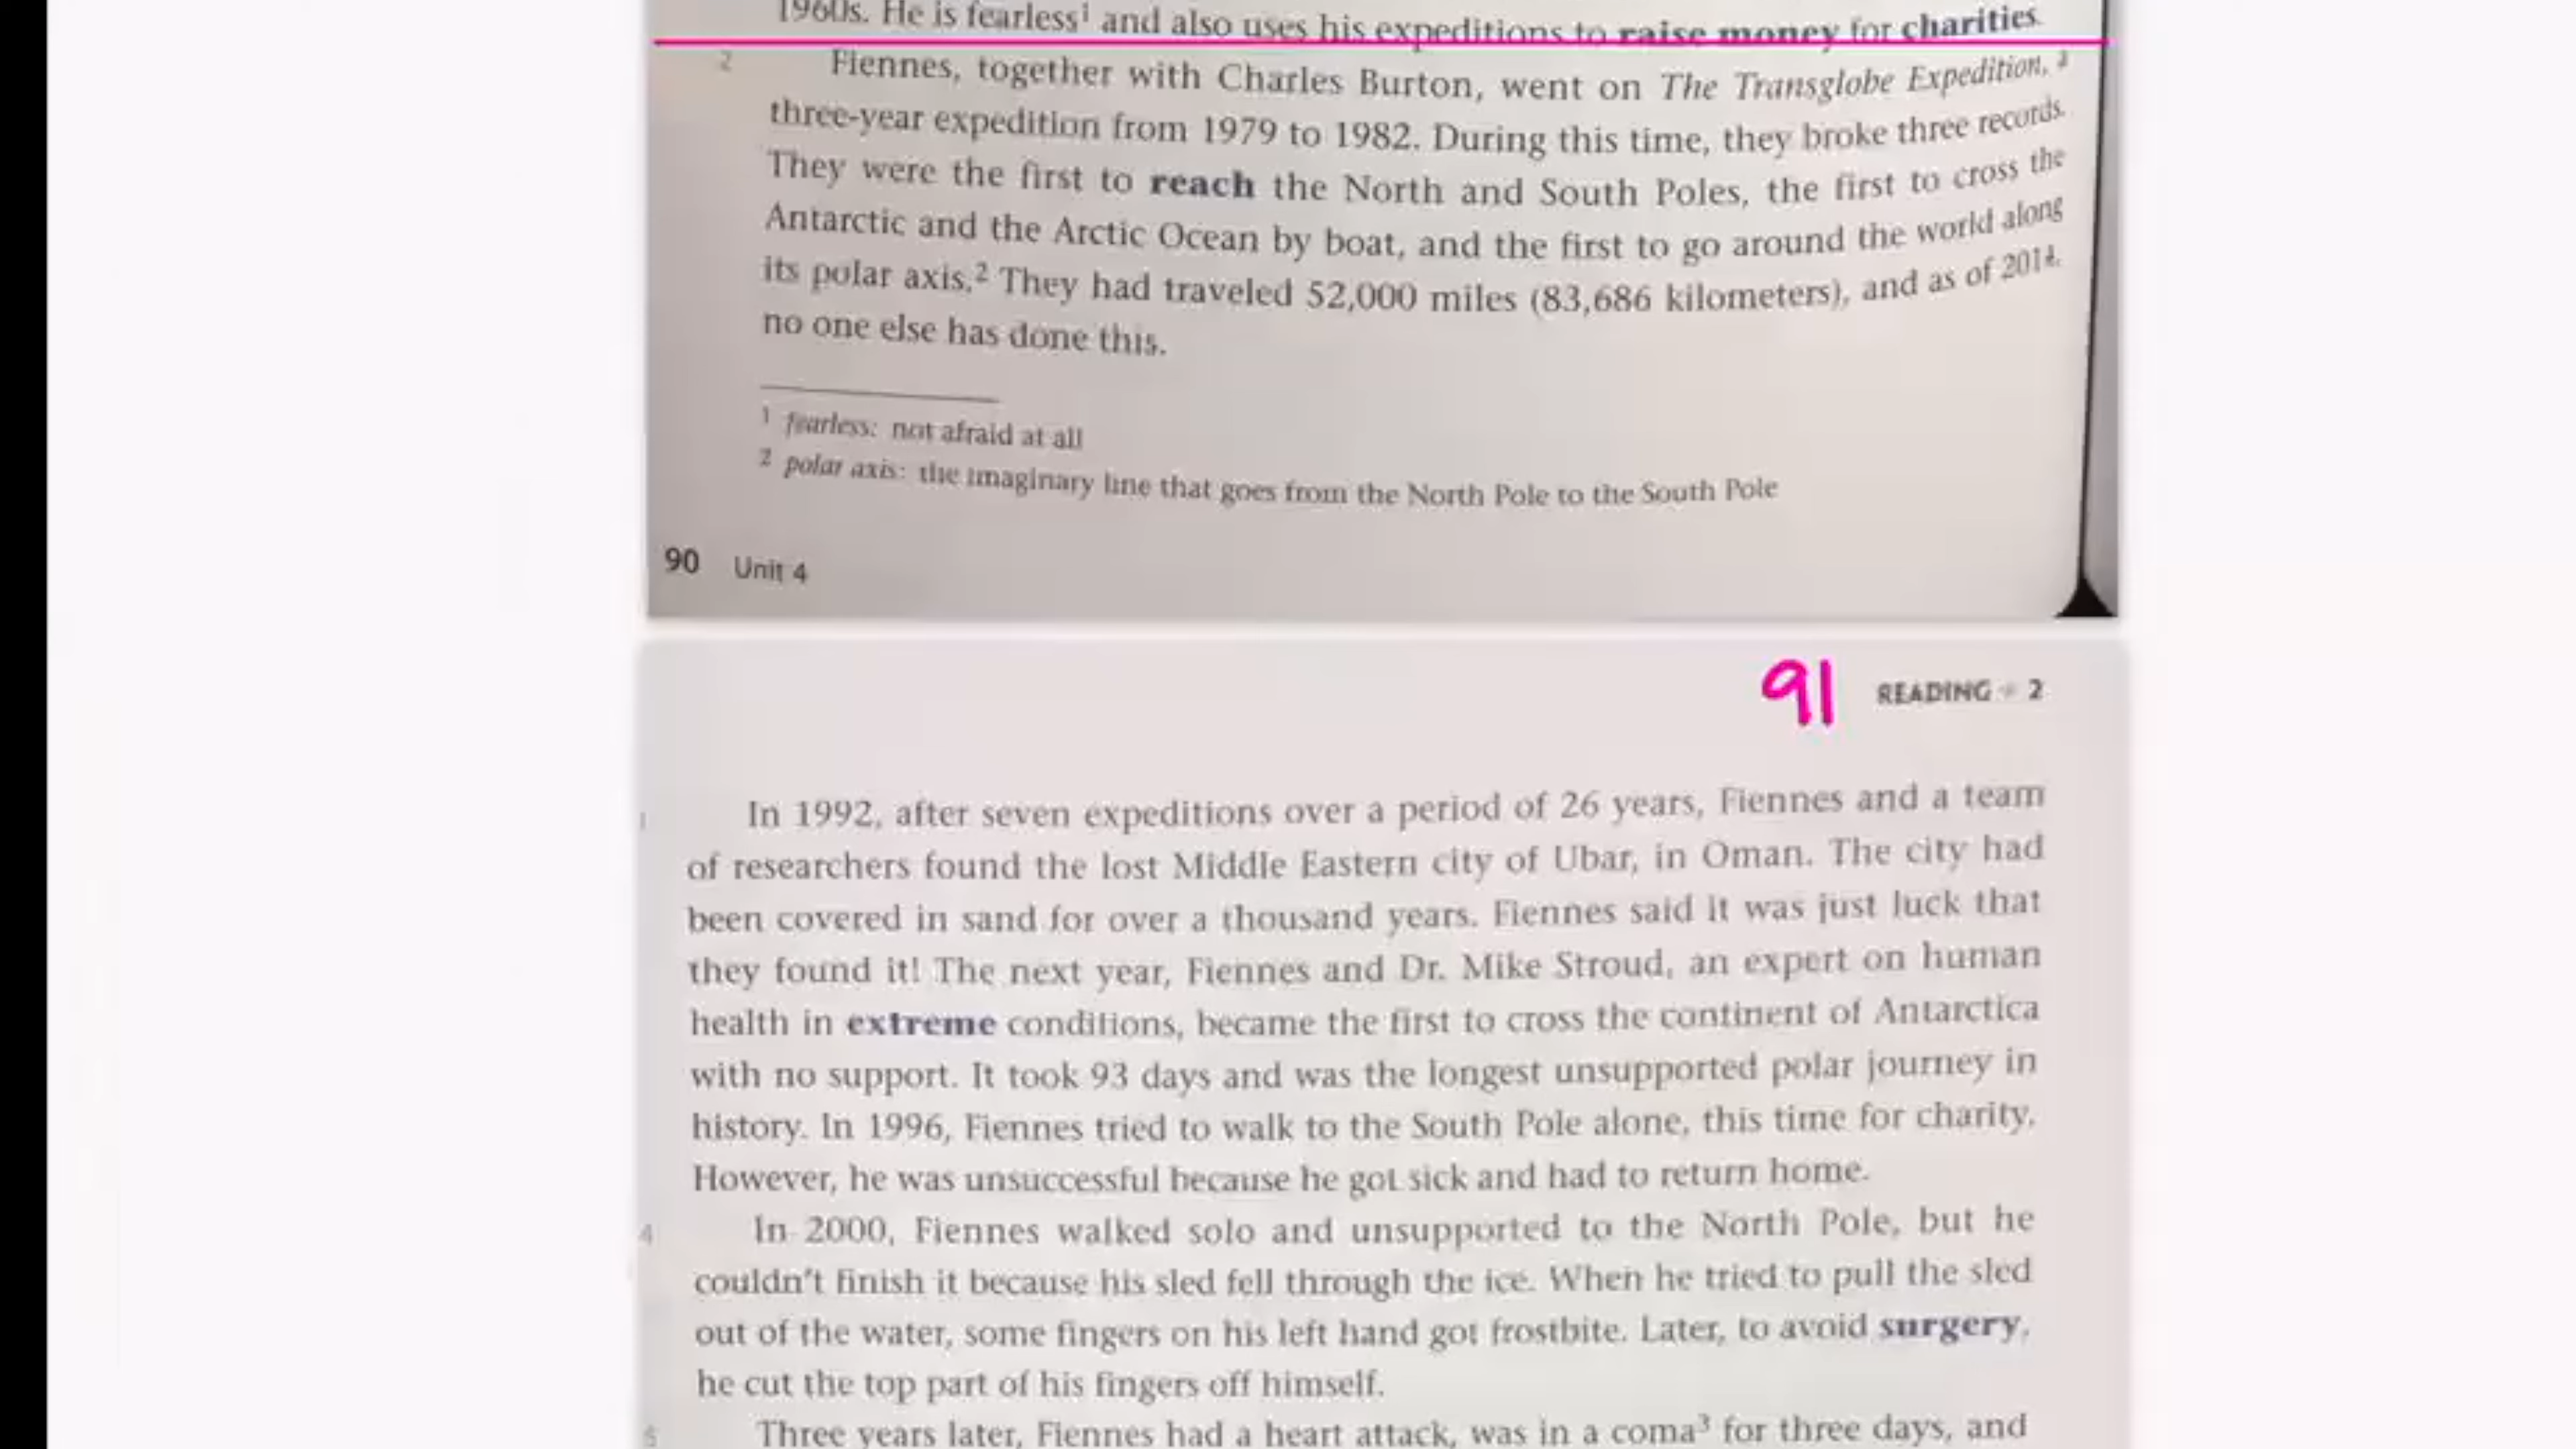 1960s. He is fearless¹ and also uses his expeditions to raise money for charities.
2 Fiennes, together with Charles Burton, went on The Transglobe Expedition, a
three-year expedition from 1979 to 1982. During this time, they broke three records.
They were the first to reach the North and South Poles, the first to cross the
Antarctic and the Arctic Ocean by boat, and the first to go around the world along
its polar axis.² They had traveled 52,000 miles (83,686 kilometers), and as of 2014,
no one else has done this.
1 fearless: not afraid at all
2 polar axis: the imaginary line that goes from the North Pole to the South Pole
90 Unit 4
91 READING 2
In 1992, after seven expeditions over a period of 26 years, Fiennes and a team
of researchers found the lost Middle Eastern city of Ubar, in Oman. The city had
been covered in sand for over a thousand years. Fiennes said it was just luck that
they found it! The next year, Fiennes and Dr. Mike Stroud, an expert on human
health in extreme conditions, became the first to cross the continent of Antarctica
with no support. It took 93 days and was the longest unsupported polar journey in
history. In 1996, Fiennes tried to walk to the South Pole alone, this time for charity.
However, he was unsuccessful because he got sick and had to return home.
4 In 2000, Fiennes walked solo and unsupported to the North Pole, but he
couldn't finish it because his sled fell through the ice. When he tried to pull the sled
out of the water, some fingers on his left hand got frostbite. Later, to avoid surgery,
he cut the top part of his fingers off himself.
5 Three years later, Fiennes had a heart attack, was in a coma³ for three days, and